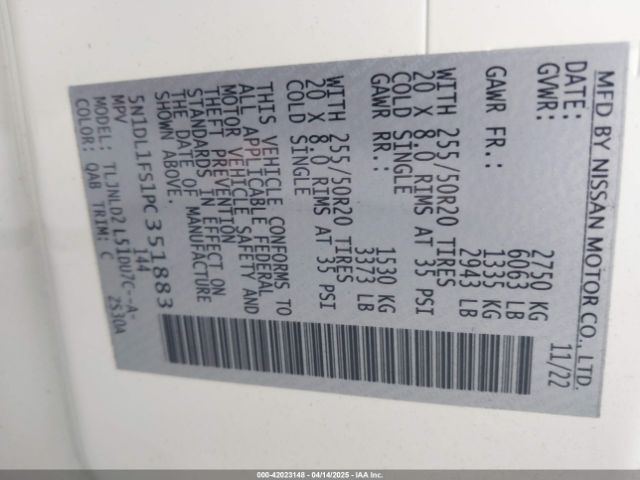 MFD BY NISSAN MOTOR CO., LTD.
DATE: 11/22
GVWR: 2750 KG
6063 LB
GAWR FR.: 1335 KG
2943 LB
WITH 255/50R20 TIRES
20 X 8.0 RIMS AT 35 PSI
COLD SINGLE
GAWR RR.: 1530 KG
3373 LB
WITH 255/50R20 TIRES
20 X 8.0 RIMS AT 35 PSI
COLD SINGLE
THIS VEHICLE CONFORMS TO
ALL APPLICABLE FEDERAL
MOTOR VEHICLE SAFETY AND
THEFT PREVENTION
STANDARDS IN EFFECT ON
THE DATE OF MANUFACTURE
SHOWN ABOVE.
5N1DL1FS1PC351883
MPV 144
MODEL: TLJNLD2 L51DU7C--A-
COLOR: QAB TRIM: C 2530A
000-42023148 - 04/14/2025 - IAA, Inc.